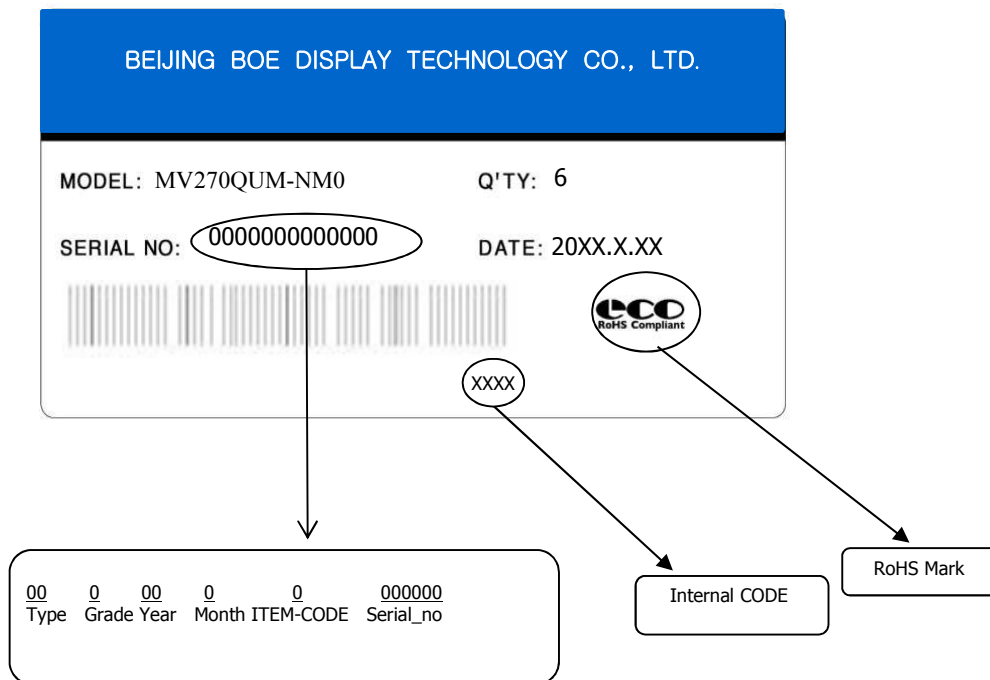 BEIJING BOE DISPLAY TECHNOLOGY CO., LTD.
MODEL: MV270QUM-NM0 Q'TY: 6
SERIAL NO: 0000000000000 DATE: 20XX.X.XX
eco
RoHS Compliant
XXXX
00 0 00 0 0 000000
Type Grade Year Month ITEM-CODE Serial_no
Internal CODE
RoHS Mark